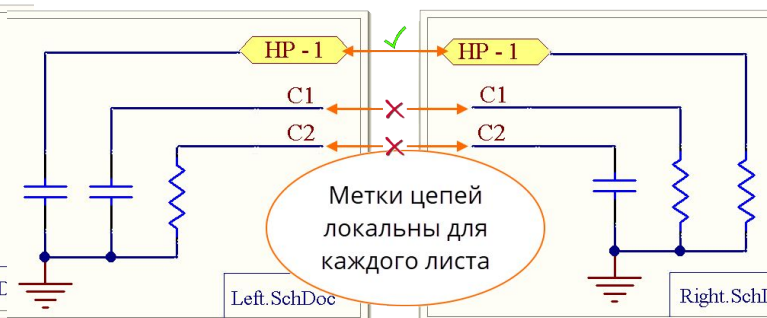 HP - 1
HP - 1
C1
C1
C2
C2
Метки цепей
локальны для
каждого листа
Left.SchDoc